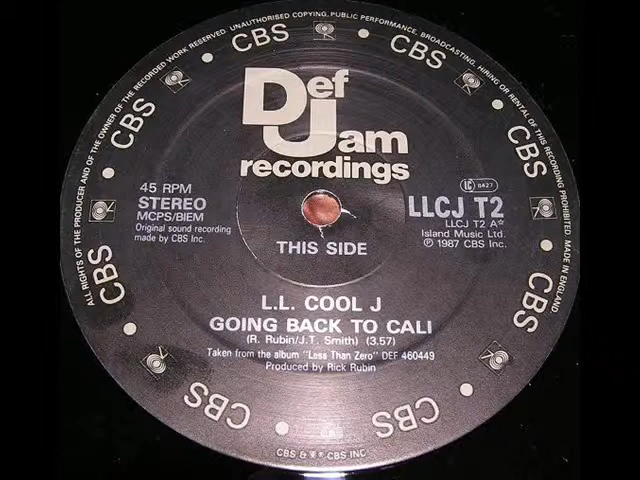 ALL RIGHTS OF THE PRODUCER AND OF THE OWNER OF THE RECORDED WORK RESERVED. UNAUTHORISED COPYING, PUBLIC PERFORMANCE, BROADCASTING, HIRING OR RENTAL OF THIS RECORDING PROHIBITED. MADE IN ENGLAND.
CBS
CBS
CBS
CBS
CBS
CBS
CBS
CBS
Def
Jam
recordings
45 RPM
STEREO
MCPS/BIEM
Original sound recording
made by CBS Inc.
LC 0427
LLCJ T2
LLCJ T2 A☆
Island Music Ltd.
℗ 1987 CBS Inc.
THIS SIDE
L.L. COOL J
GOING BACK TO CALI
(R. Rubin/J.T. Smith) (3.57)
Taken from the album "Less Than Zero" DEF 460449
Produced by Rick Rubin
CBS & ® CBS INC